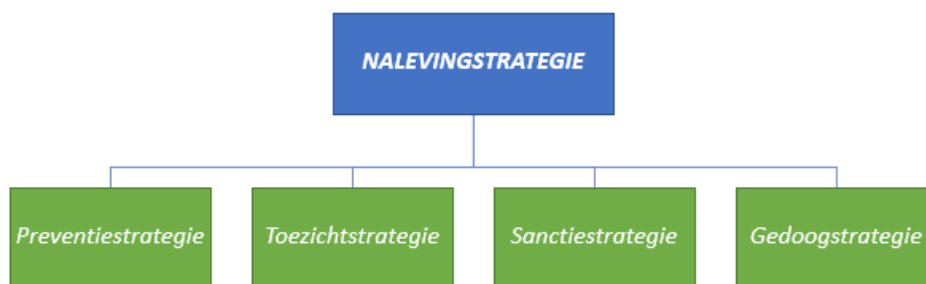 NALEVINGSTRATEGIE
Preventiestrategie
Toezichtstrategie
Sanctiestrategie
Gedoogstrategie